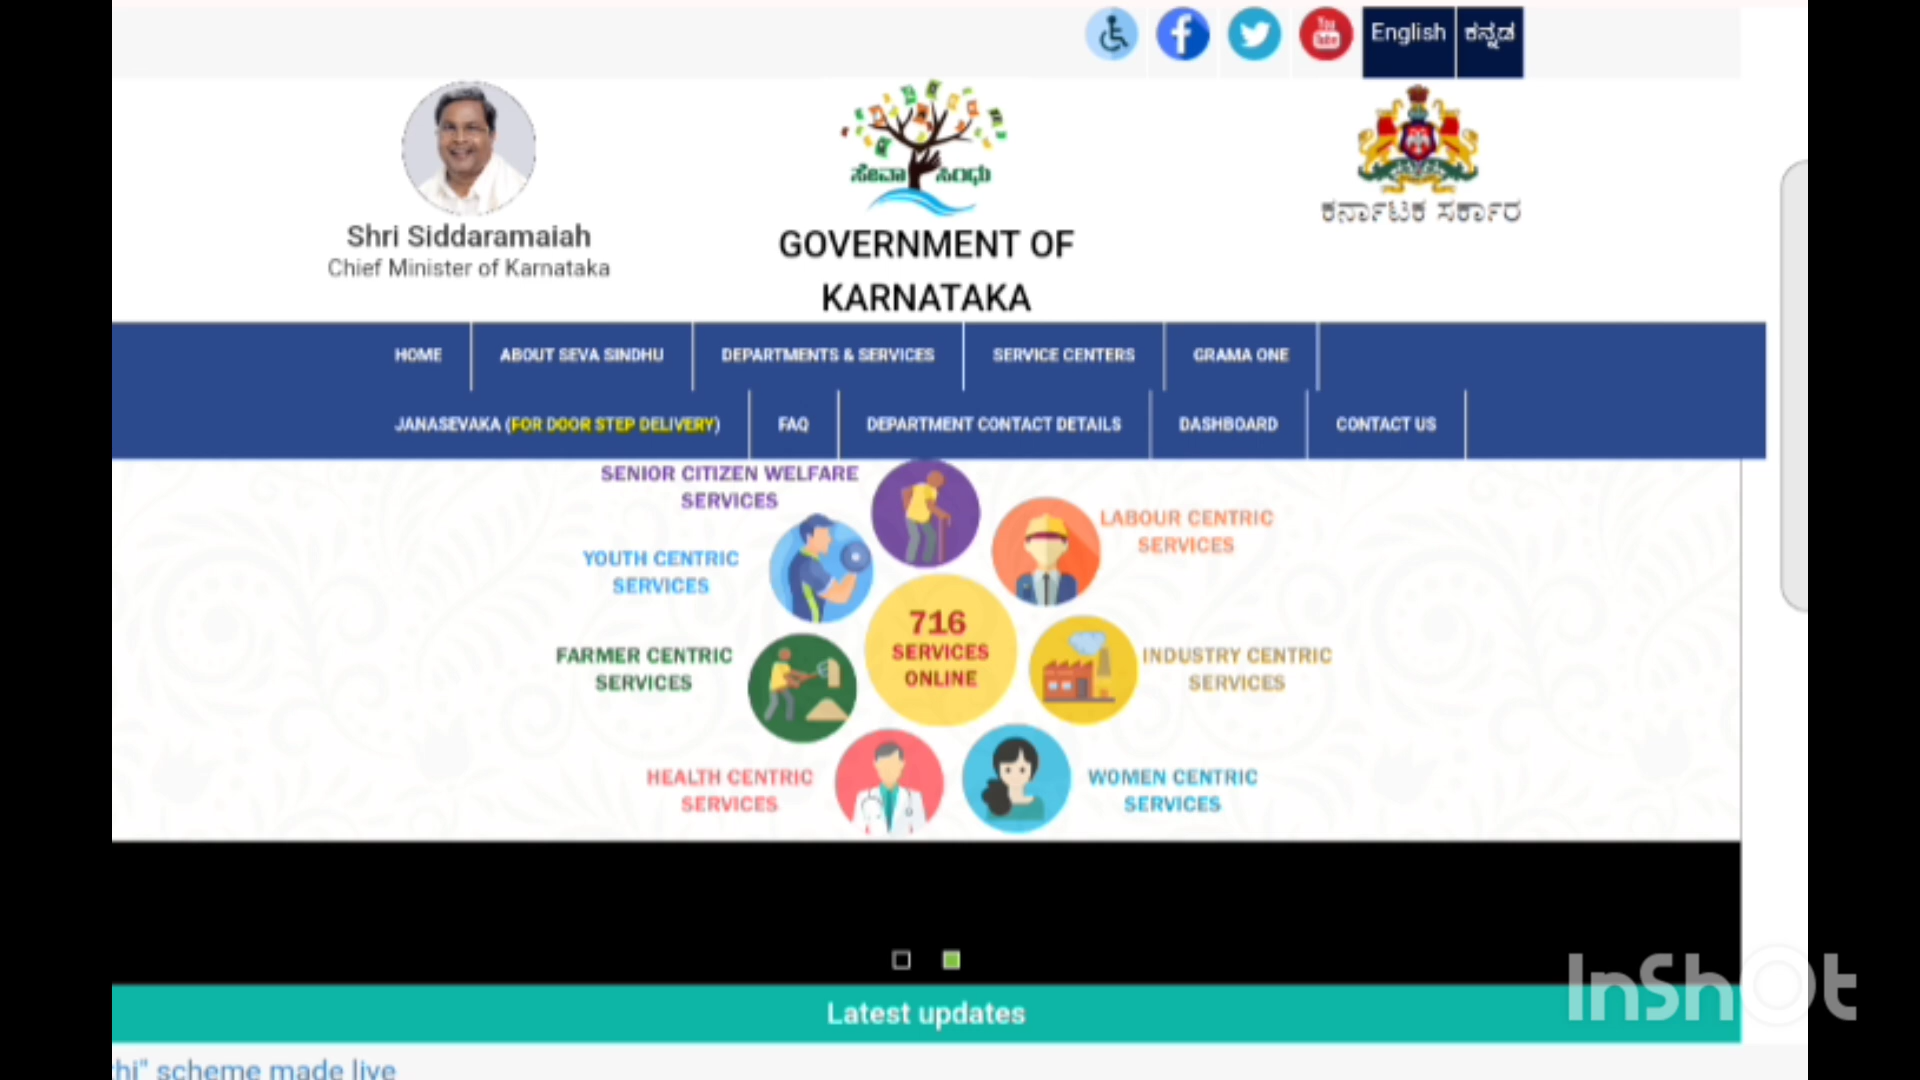 You Tube
English ಕನ್ನಡ
ಸೇವಾ ಸಿಂಧು
ಕರ್ನಾಟಕ ಸರ್ಕಾರ
Shri Siddaramaiah
Chief Minister of Karnataka
GOVERNMENT OF
KARNATAKA
HOME ABOUT SEVA SINDHU DEPARTMENTS & SERVICES SERVICE CENTERS GRAMA ONE
JANASEVAKA (FOR DOOR STEP DELIVERY) FAQ DEPARTMENT CONTACT DETAILS DASHBOARD CONTACT US
SENIOR CITIZEN WELFARE
SERVICES
LABOUR CENTRIC
SERVICES
YOUTH CENTRIC
SERVICES
716
SERVICES
ONLINE
FARMER CENTRIC
SERVICES
INDUSTRY CENTRIC
SERVICES
HEALTH CENTRIC
SERVICES
WOMEN CENTRIC
SERVICES
Latest updates
InShOt
hi" scheme made live